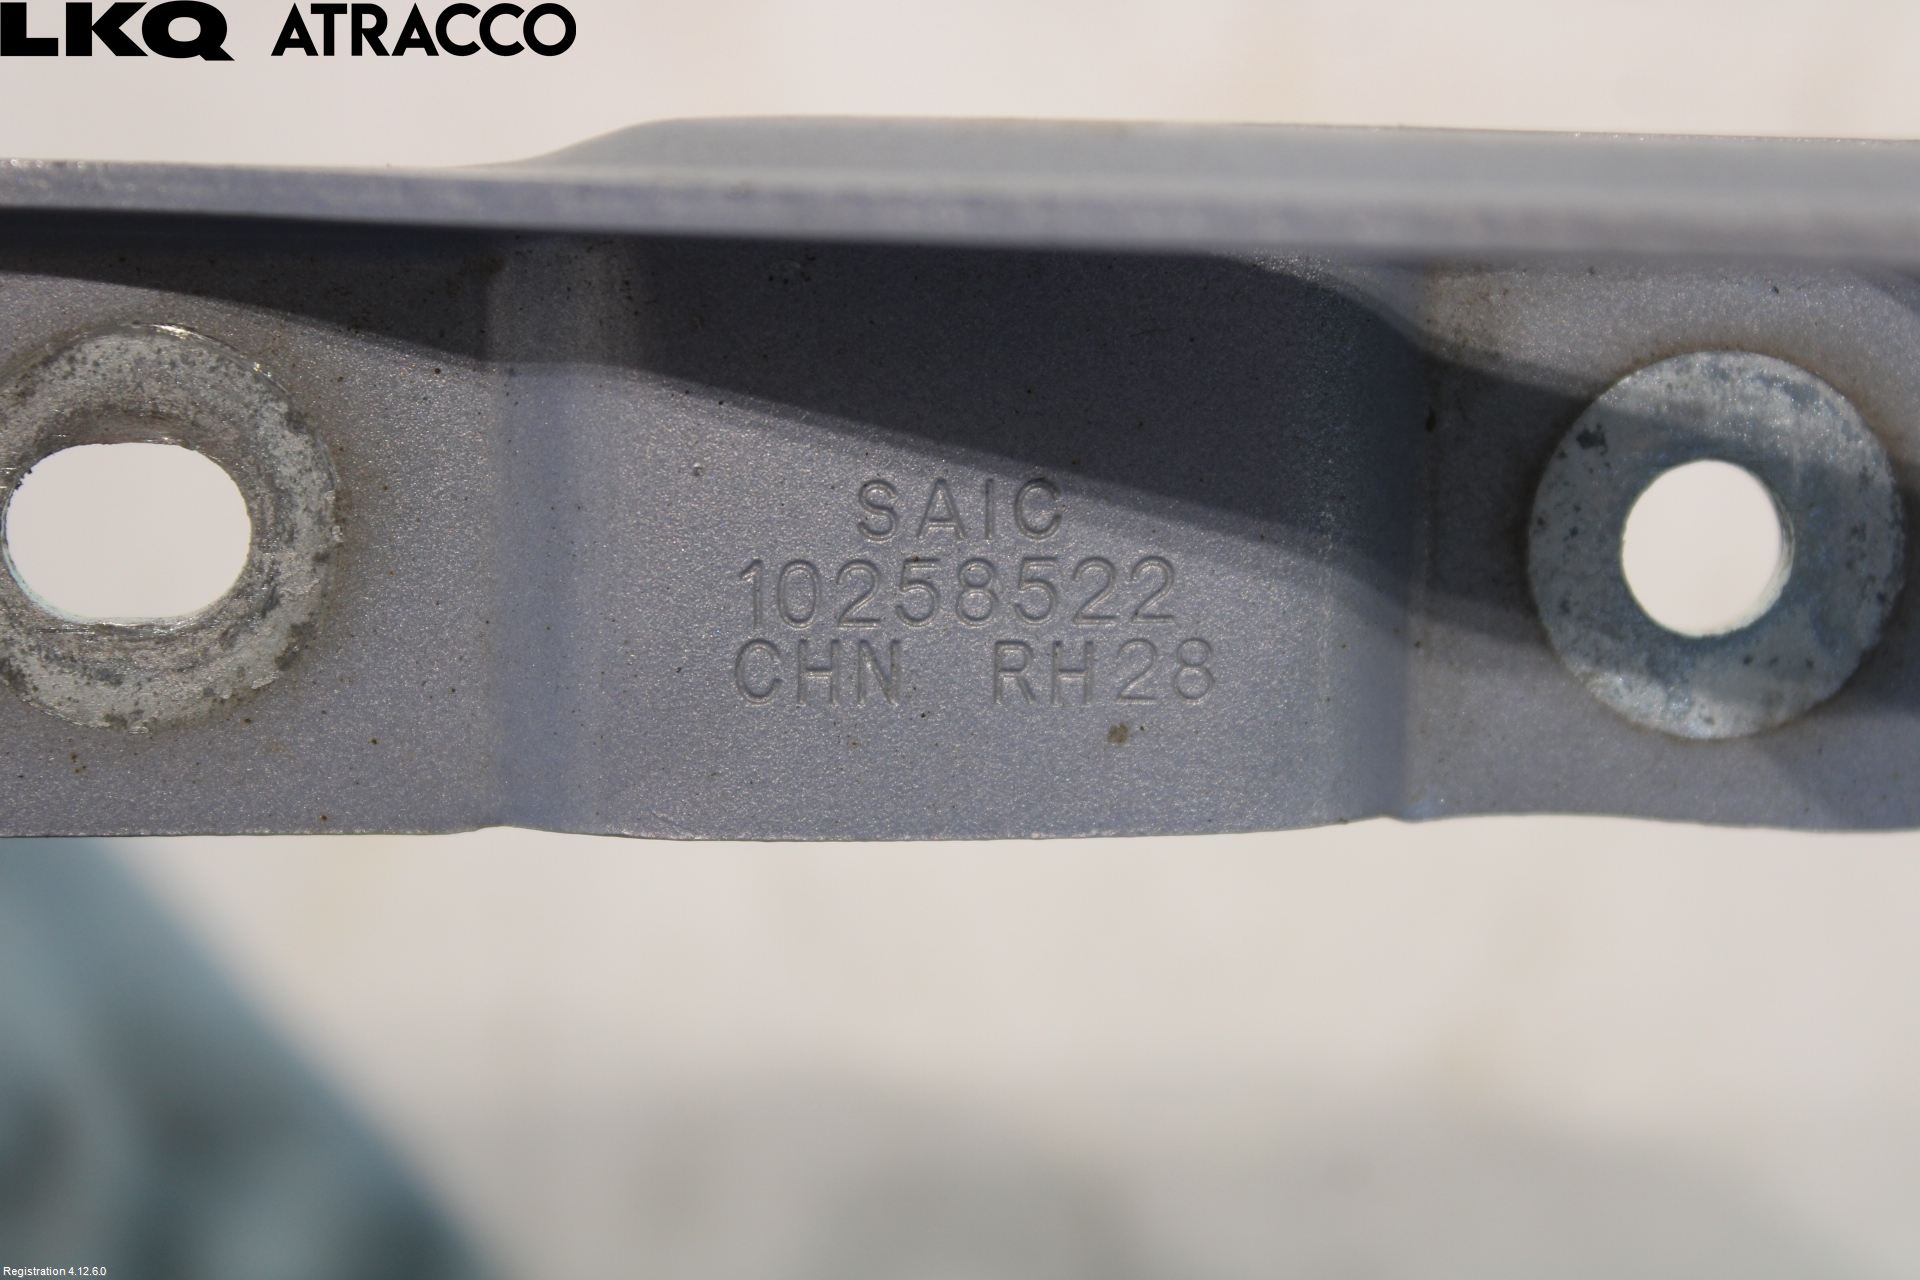 LKQ ATRACCO
SAIC
10258522
CHN RH28
Registration 4.12.6.0